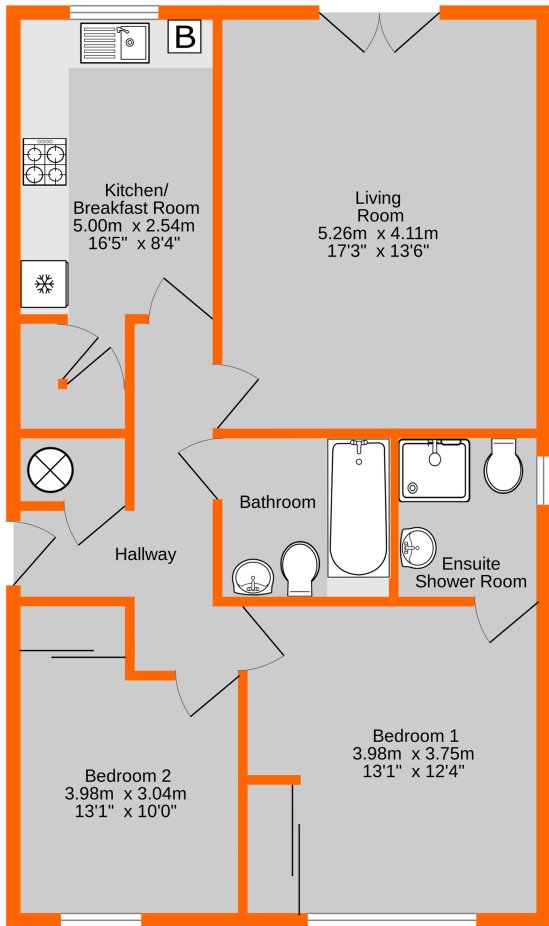 B
Kitchen/
Breakfast Room
5.00m x 2.54m
16'5" x 8'4"
Living
Room
5.26m x 4.11m
17'3" x 13'6"
Bathroom
Hallway
Ensuite
Shower Room
Bedroom 1
3.98m x 3.75m
13'1" x 12'4"
Bedroom 2
3.98m x 3.04m
13'1" x 10'0"